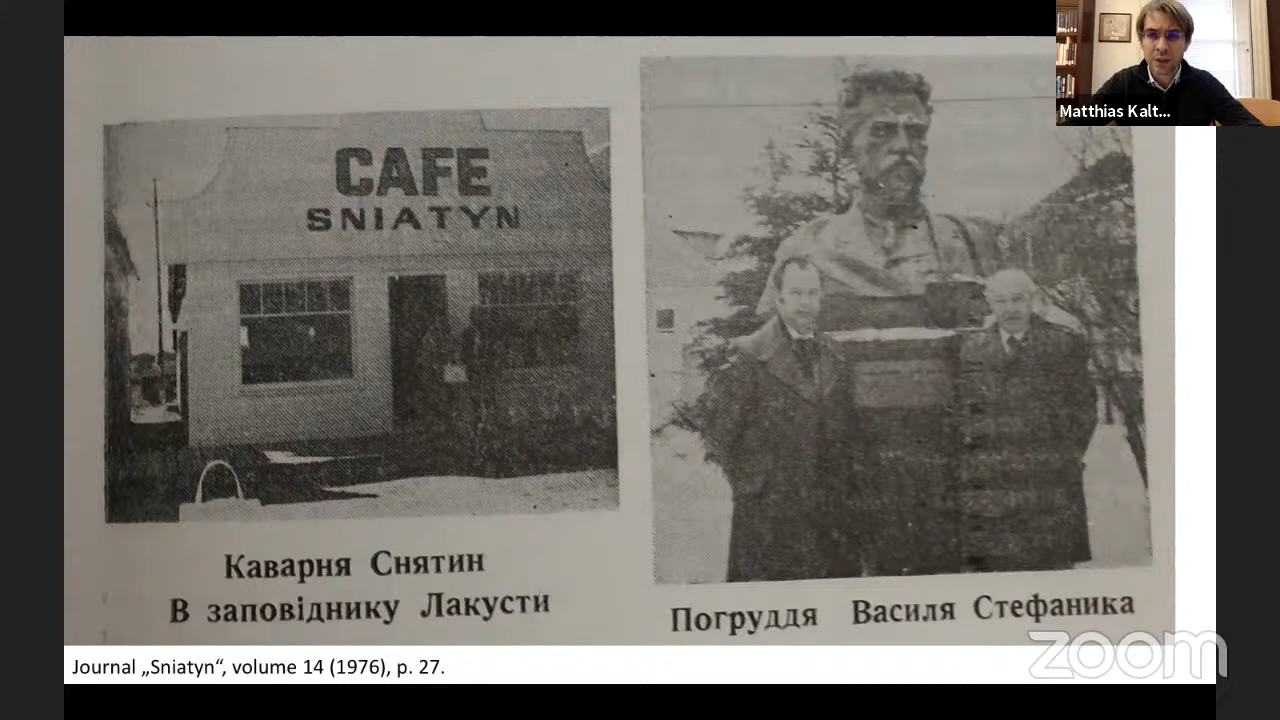 CAFE
SNIATYN
Каварня Снятин
В заповіднику Лакусти
Погруддя Василя Стефаника
Journal „Sniatyn“, volume 14 (1976), p. 27.
Matthias Kalt...
zoom